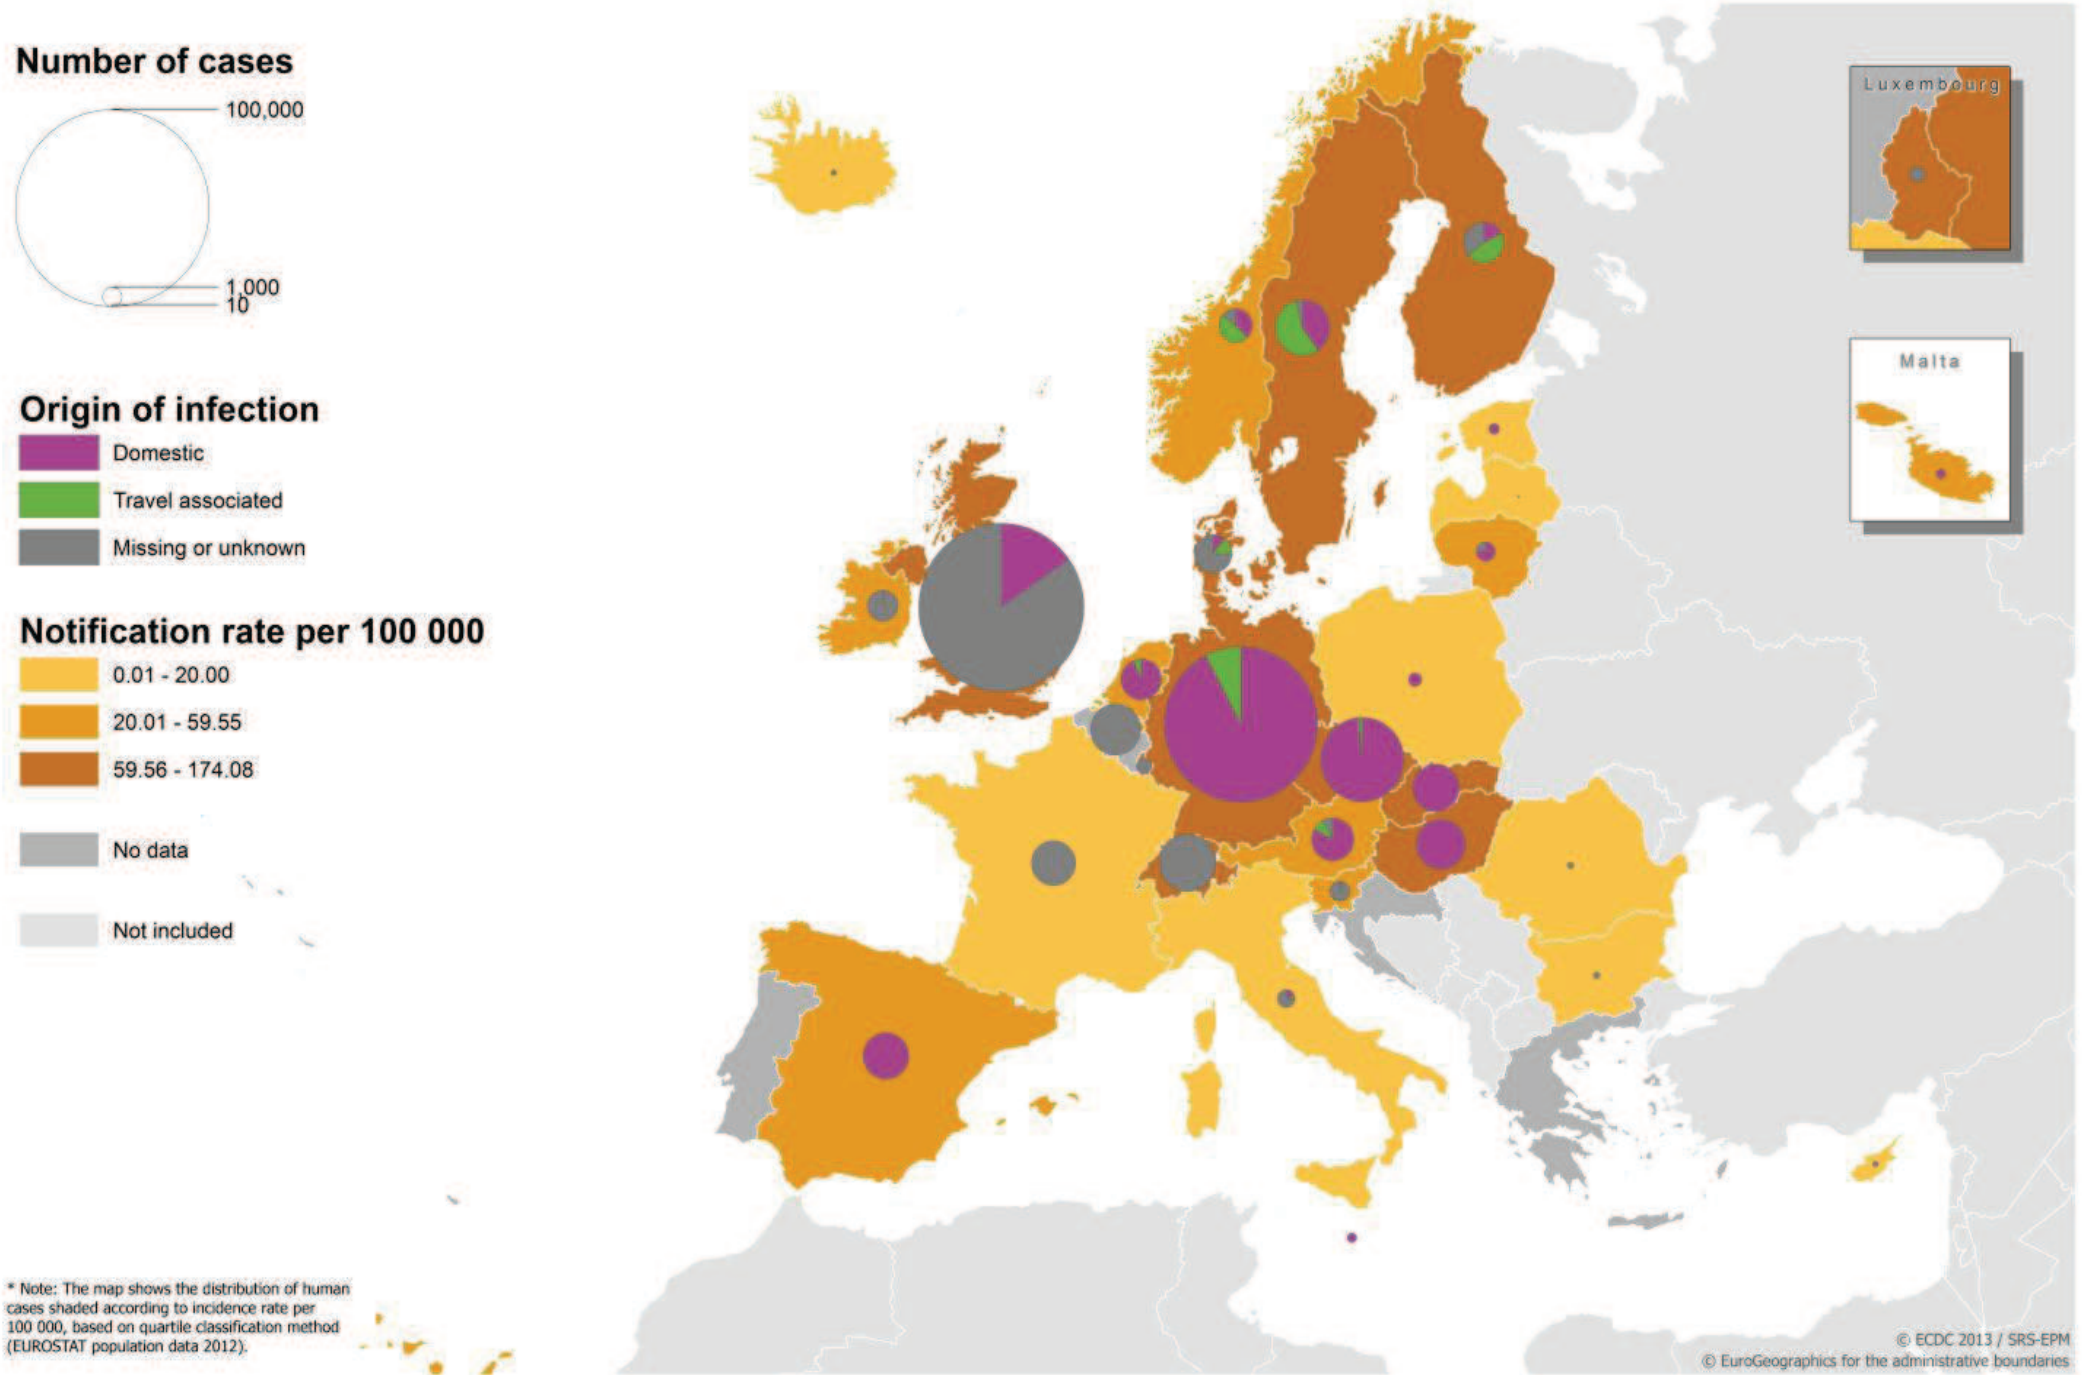 Number of cases
100,000
1,000
10
Origin of infection
Domestic
Travel associated
Missing or unknown
Notification rate per 100 000
0.01 - 20.00
20.01 - 59.55
59.56 - 174.08
No data
Not included
Luxembourg
Malta
* Note: The map shows the distribution of human
cases shaded according to incidence rate per
100 000, based on quartile classification method
(EUROSTAT population data 2012).
© ECDC 2013 / SRS-EPM
© EuroGeographics for the administrative boundaries